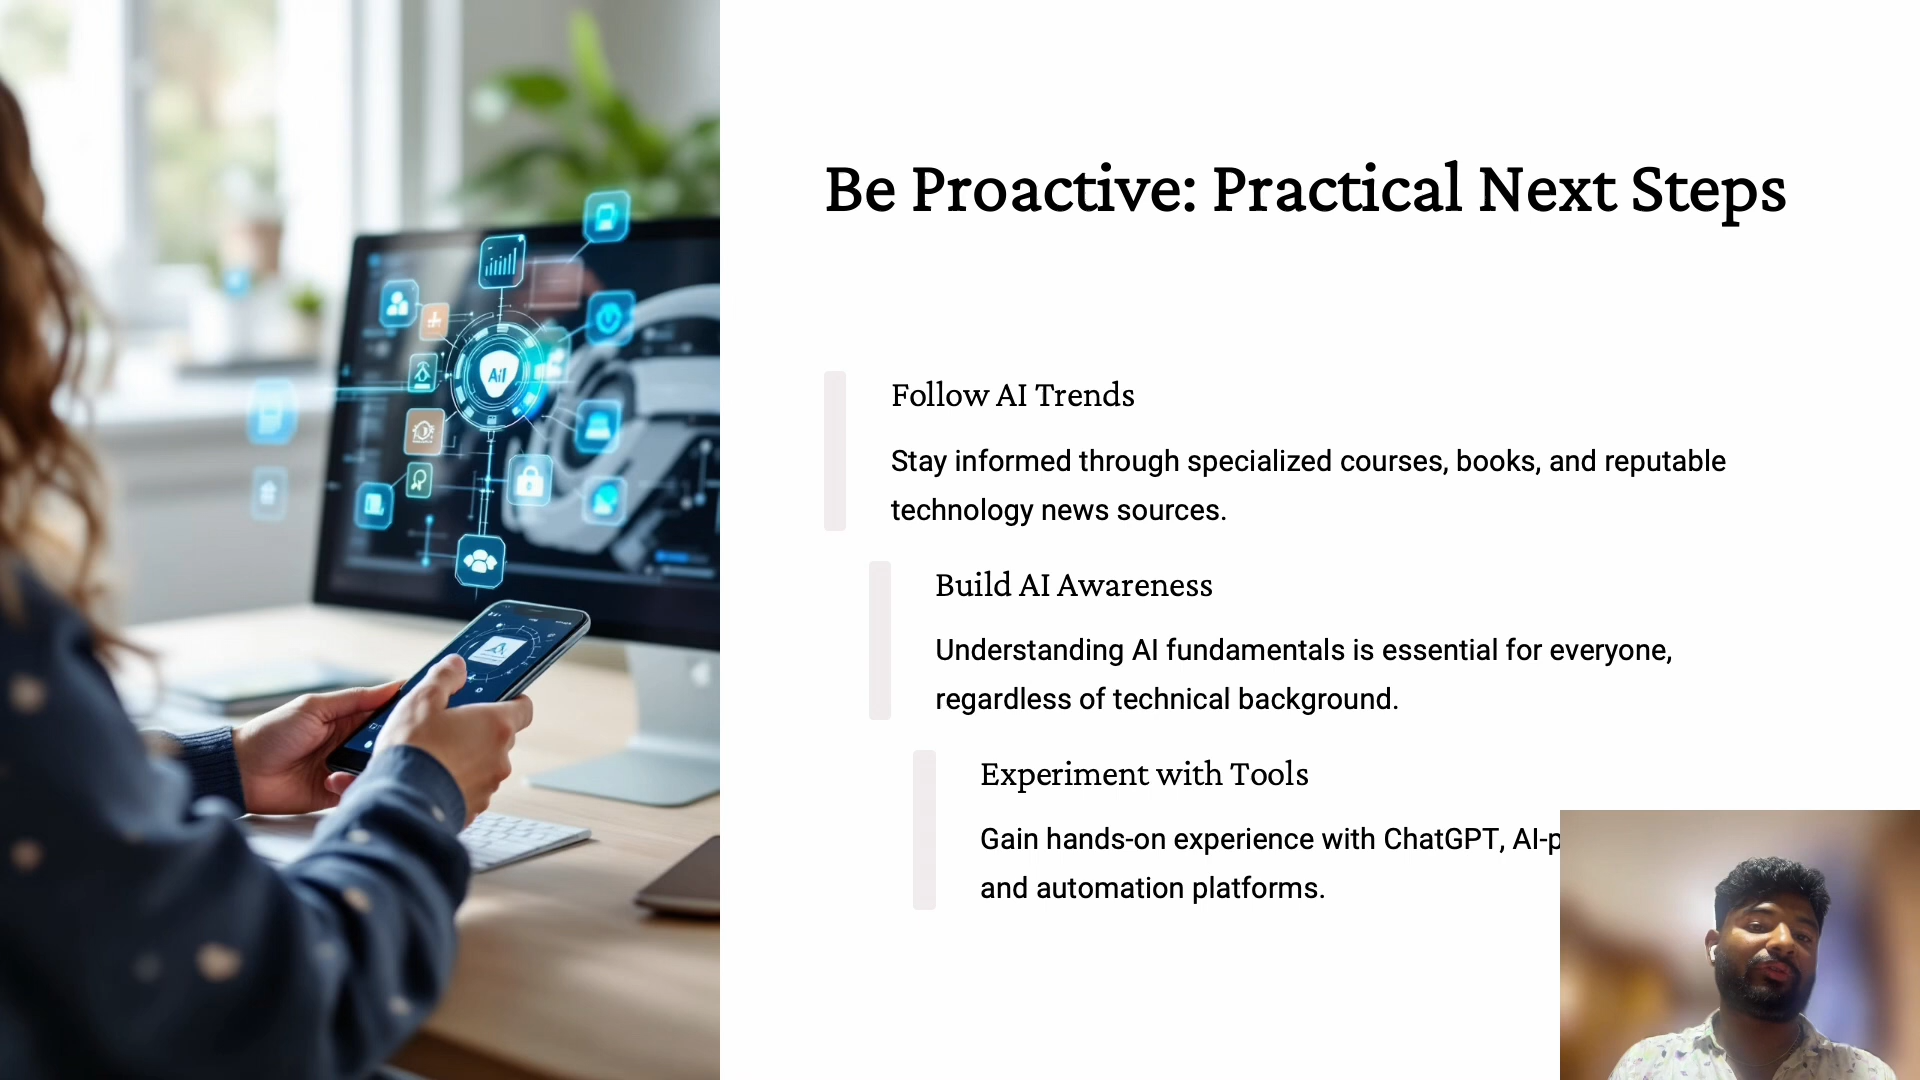 Be Proactive: Practical Next Steps
Follow AI Trends
Stay informed through specialized courses, books, and reputable
technology news sources.
Build AI Awareness
Understanding AI fundamentals is essential for everyone,
regardless of technical background.
Experiment with Tools
Gain hands-on experience with ChatGPT,
and automation platforms.